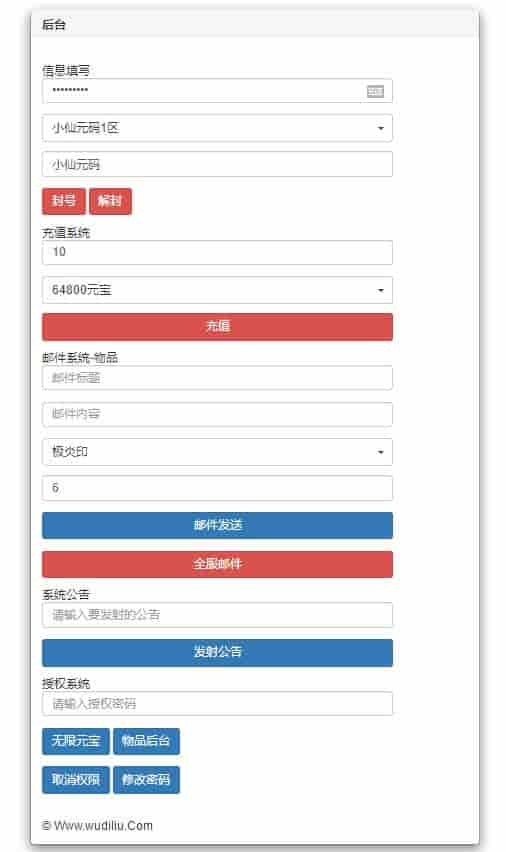 后台
信息填写
•••••••••
小仙元码1区
小仙元码
封号 解封
充值系统
10
64800元宝
充值
邮件系统-物品
邮件标题
邮件内容
极炎印
6
邮件发送
全服邮件
系统公告
请输入要发射的公告
发射公告
授权系统
请输入授权密码
无限元宝 物品后台
取消权限 修改密码
© Www.wudiliu.Com